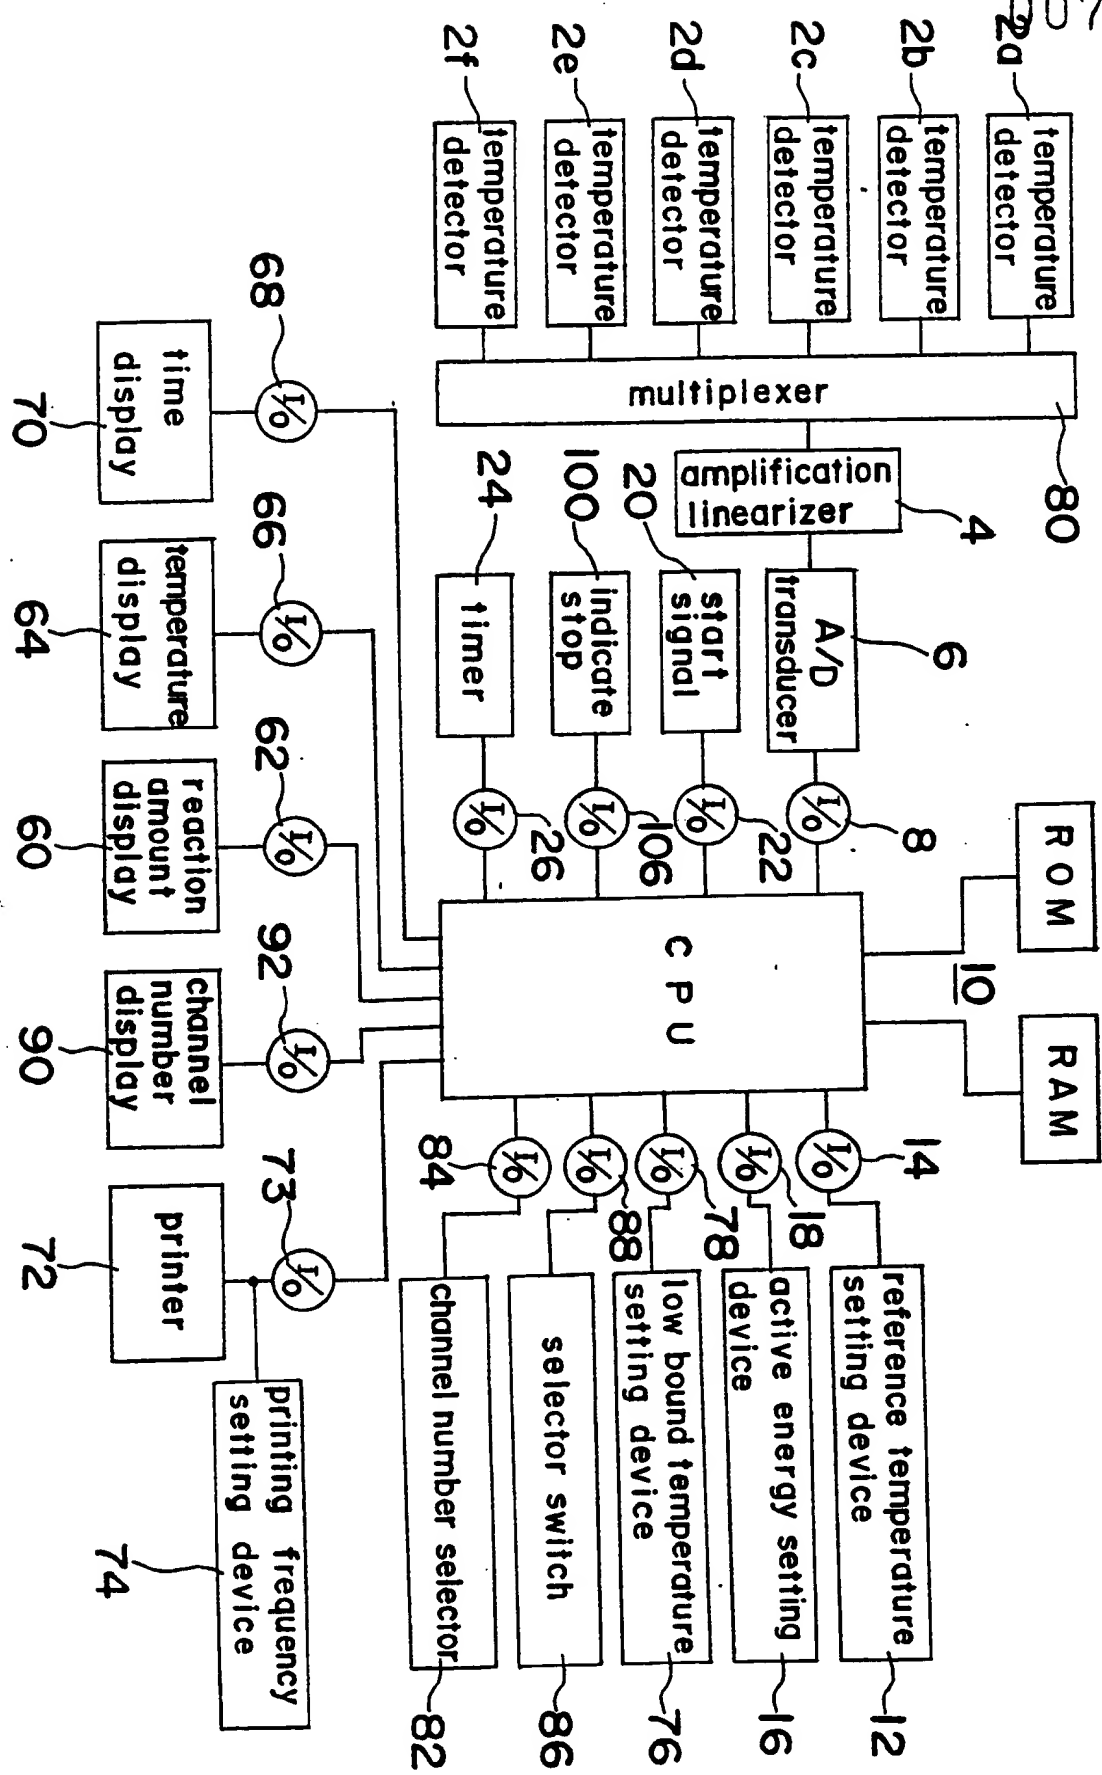 2a
temperature
detector
2b
temperature
detector
2c
temperature
detector
2d
temperature
detector
2e
temperature
detector
2f
temperature
detector
multiplexer
80
amplification
linearizer
4
A/D
transducer
6
I/O
8
start
signal
20
I/O
22
indicate
stop
100
I/O
106
timer
24
I/O
26
ROM
RAM
10
CPU
I/O
14
reference temperature
setting device
12
I/O
18
active energy setting
device
16
I/O
78
low bound temperature
setting device
76
I/O
88
selector switch
86
I/O
84
channel number selector
82
68
I/O
time
display
70
66
I/O
temperature
display
64
62
I/O
reaction
amount
display
60
92
I/O
channel
number
display
90
73
I/O
printer
72
printing frequency
setting device
74